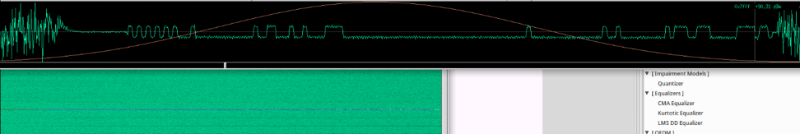 ▼ [ Impairment Models ]
Quantizer
▼ [ Equalizers ]
CMA Equalizer
Kurtotic Equalizer
LMS DD Equalizer